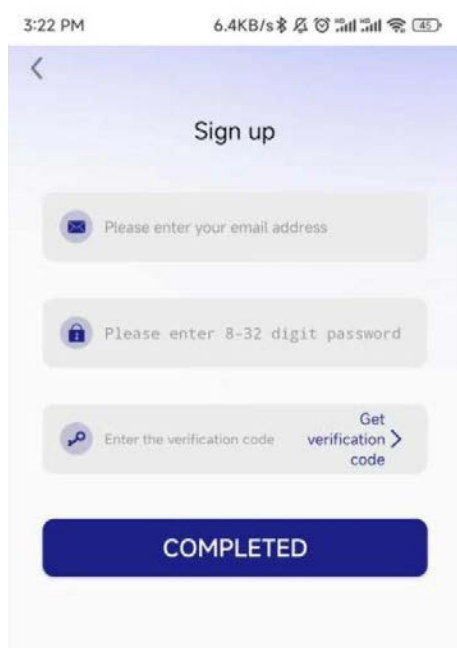 3:22 PM 6.4KB/s 45
Sign up
Please enter your email address
Please enter 8-32 digit password
Enter the verification code
Get
verification
code
COMPLETED